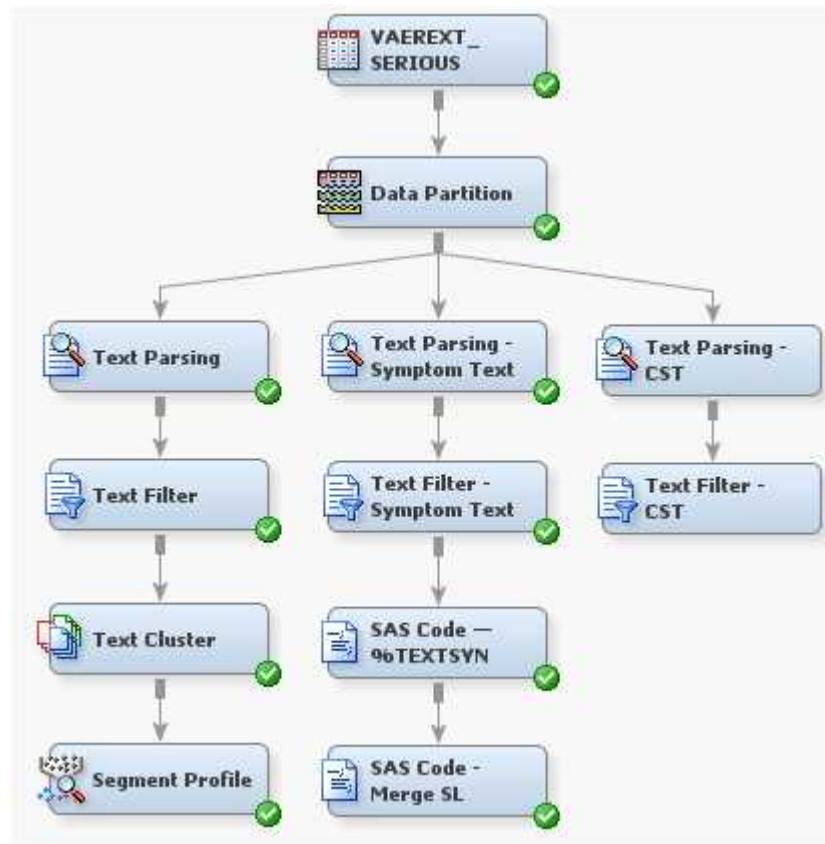 VAEREXT_
SERIOUS
Data Partition
Text Parsing
Text Parsing -
Symptom Text
Text Parsing -
CST
Text Filter
Text Filter -
Symptom Text
Text Filter -
CST
Text Cluster
SAS Code —
%TEXTSYN
Segment Profile
SAS Code -
Merge SL